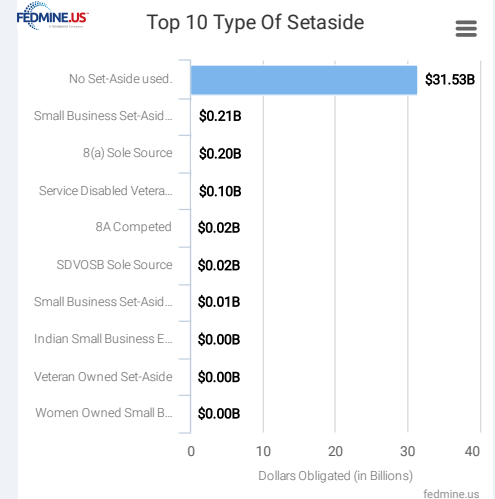 FEDMINE.US™
Top 10 Type Of Setaside
No Set-Aside used.
$31.53B
Small Business Set-Asid...
$0.21B
8(a) Sole Source
$0.20B
Service Disabled Vetera...
$0.10B
8A Competed
$0.02B
SDVOSB Sole Source
$0.02B
Small Business Set-Asid...
$0.01B
Indian Small Business E...
$0.00B
Veteran Owned Set-Aside
$0.00B
Women Owned Small B...
$0.00B
0 10 20 30 40
Dollars Obligated (in Billions)
fedmine.us